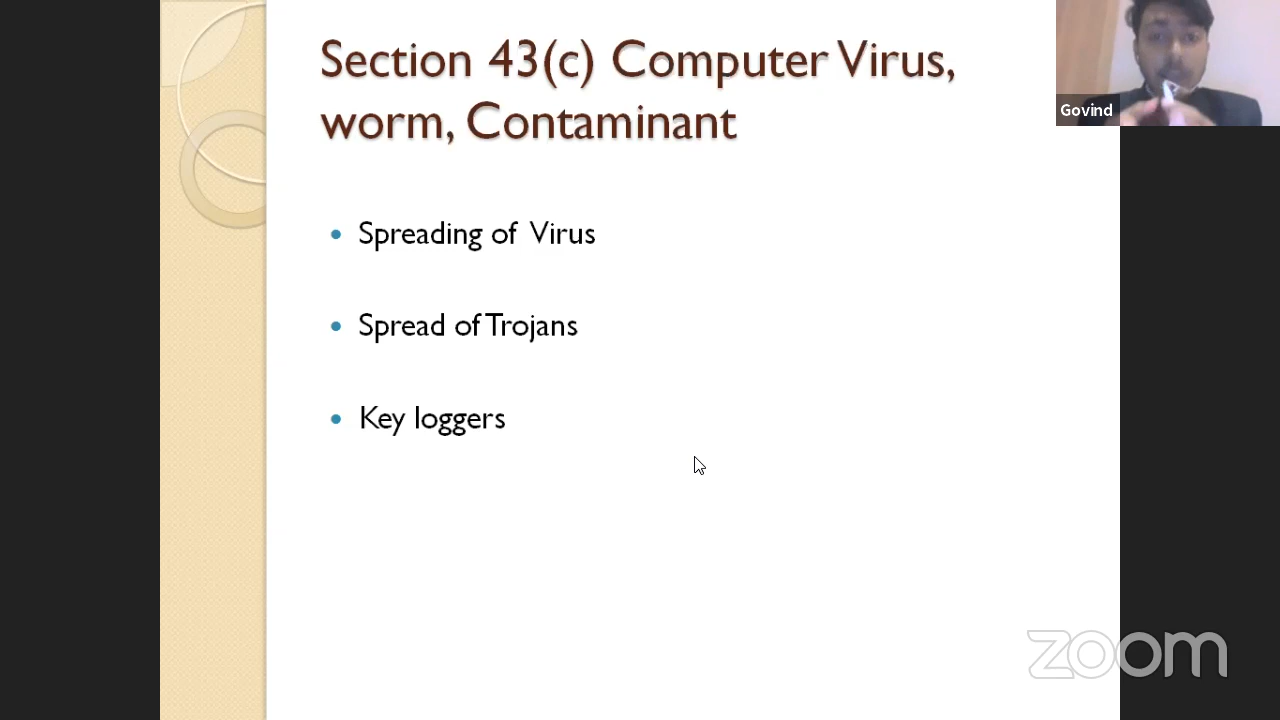 Section 43(c) Computer Virus,
worm, Contaminant
Govind
• Spreading of Virus
• Spread of Trojans
• Key loggers
zoom